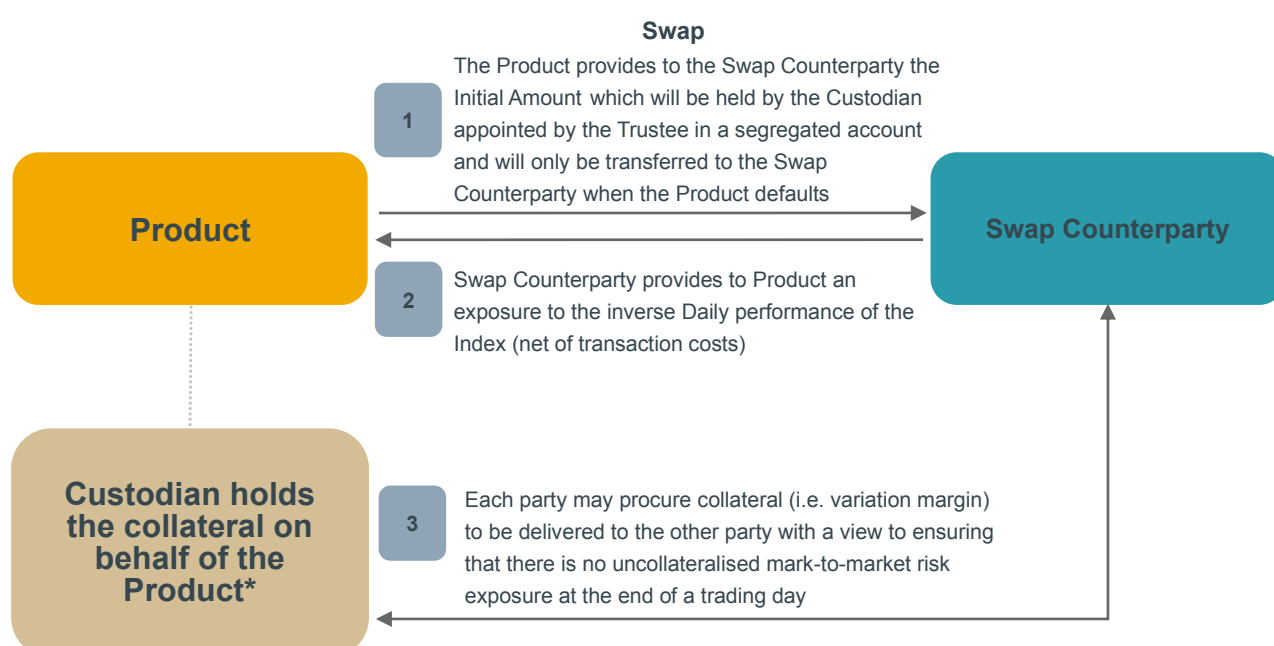 Swap
The Product provides to the Swap Counterparty the
Initial Amount which will be held by the Custodian
appointed by the Trustee in a segregated account
and will only be transferred to the Swap
Counterparty when the Product defaults
1
Product
Swap Counterparty
2
Swap Counterparty provides to Product an
exposure to the inverse Daily performance of the
Index (net of transaction costs)
Custodian holds
the collateral on
behalf of the
Product*
3
Each party may procure collateral (i.e. variation margin)
to be delivered to the other party with a view to ensuring
that there is no uncollateralised mark-to-market risk
exposure at the end of a trading day